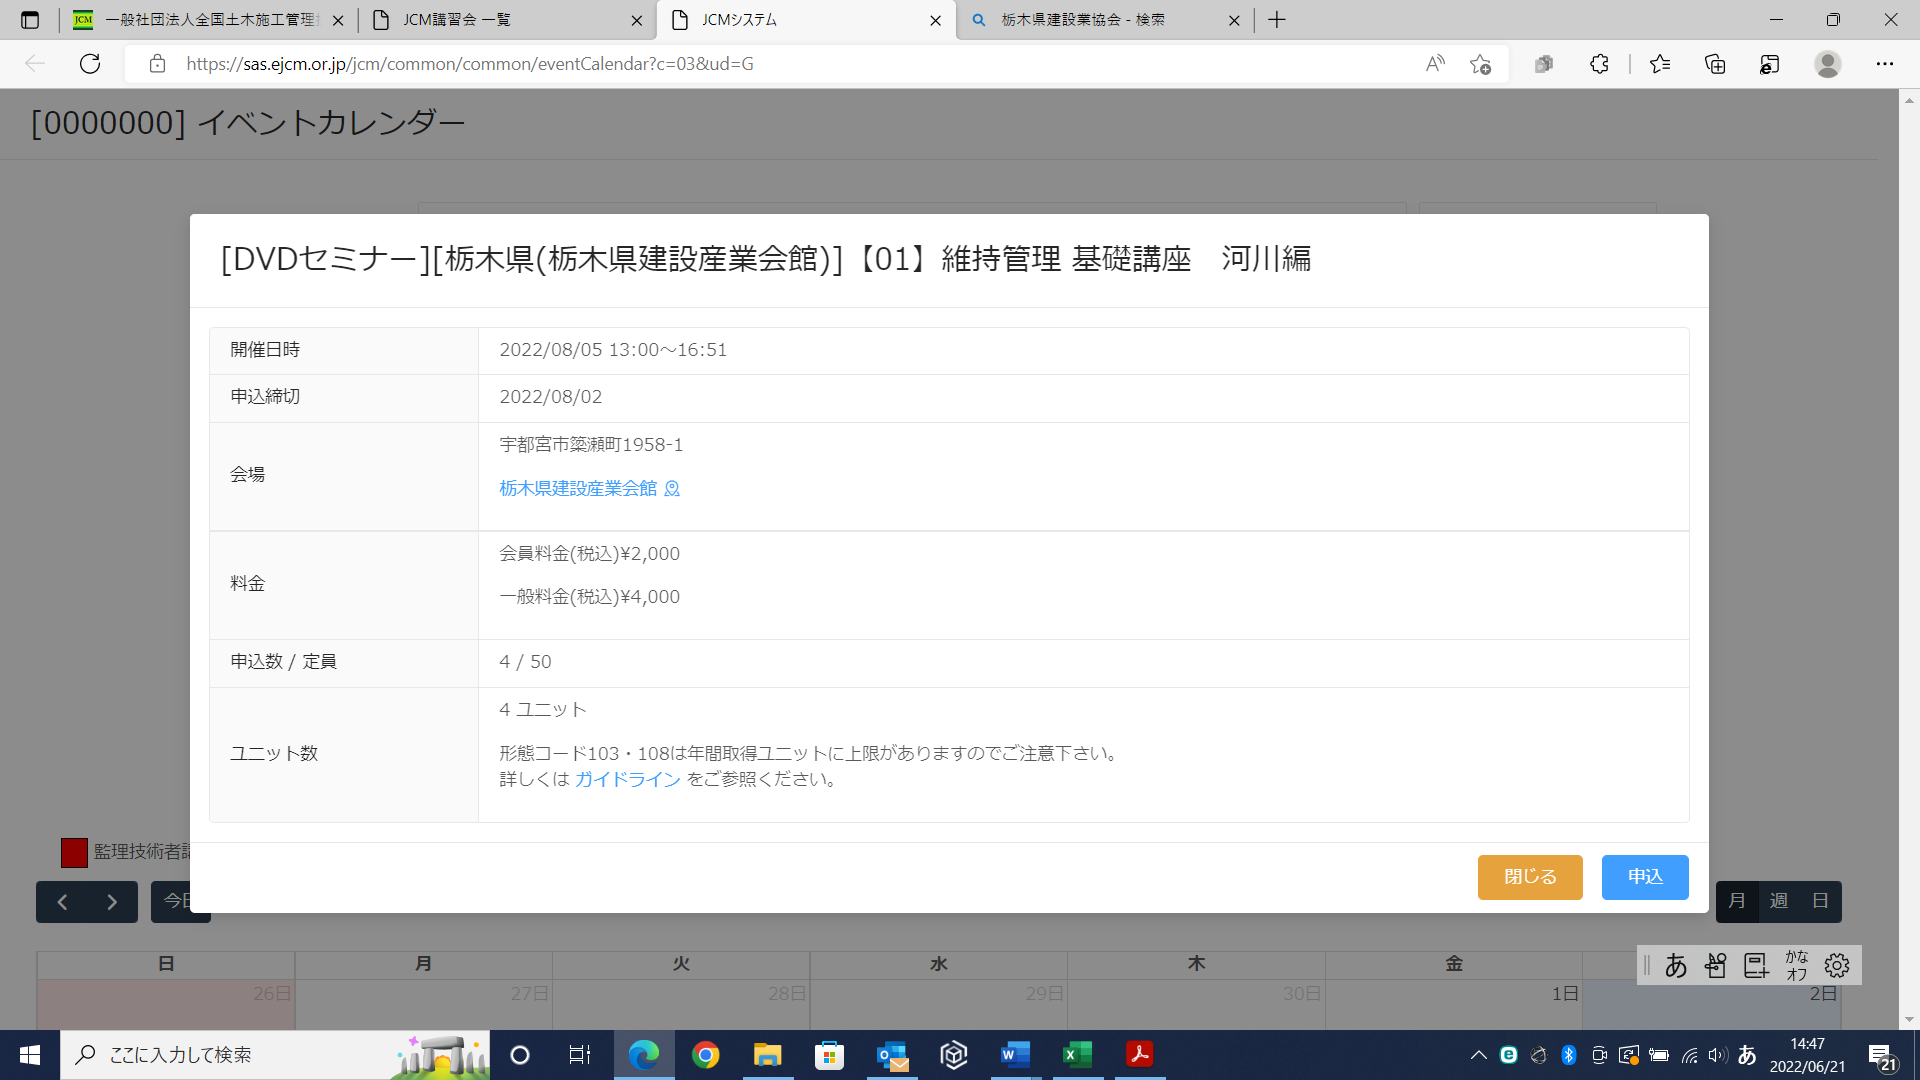 一般社団法人全国土木施工管理
JCM講習会 一覧
JCMシステム
栃木県建設業協会 - 検索
https://sas.ejcm.or.jp/jcm/common/common/eventCalendar?c=03&ud=G
[0000000] イベントカレンダー
[DVDセミナー][栃木県(栃木県建設産業会館)]【01】維持管理 基礎講座　河川編
開催日時
2022/08/05 13:00～16:51
申込締切
2022/08/02
会場
宇都宮市簗瀬町1958-1
栃木県建設産業会館
料金
会員料金(税込)¥2,000
一般料金(税込)¥4,000
申込数 / 定員
4 / 50
ユニット数
4 ユニット
形態コード103・108は年間取得ユニットに上限がありますのでご注意下さい。
詳しくは ガイドライン をご参照ください。
監理技術者講
閉じる
申込
今日
月 週 日
日 月 火 水 木 金
26日 27日 28日 29日 30日 1日 2日
あ
かな
オフ
ここに入力して検索
あ
14:47
2022/06/21
21